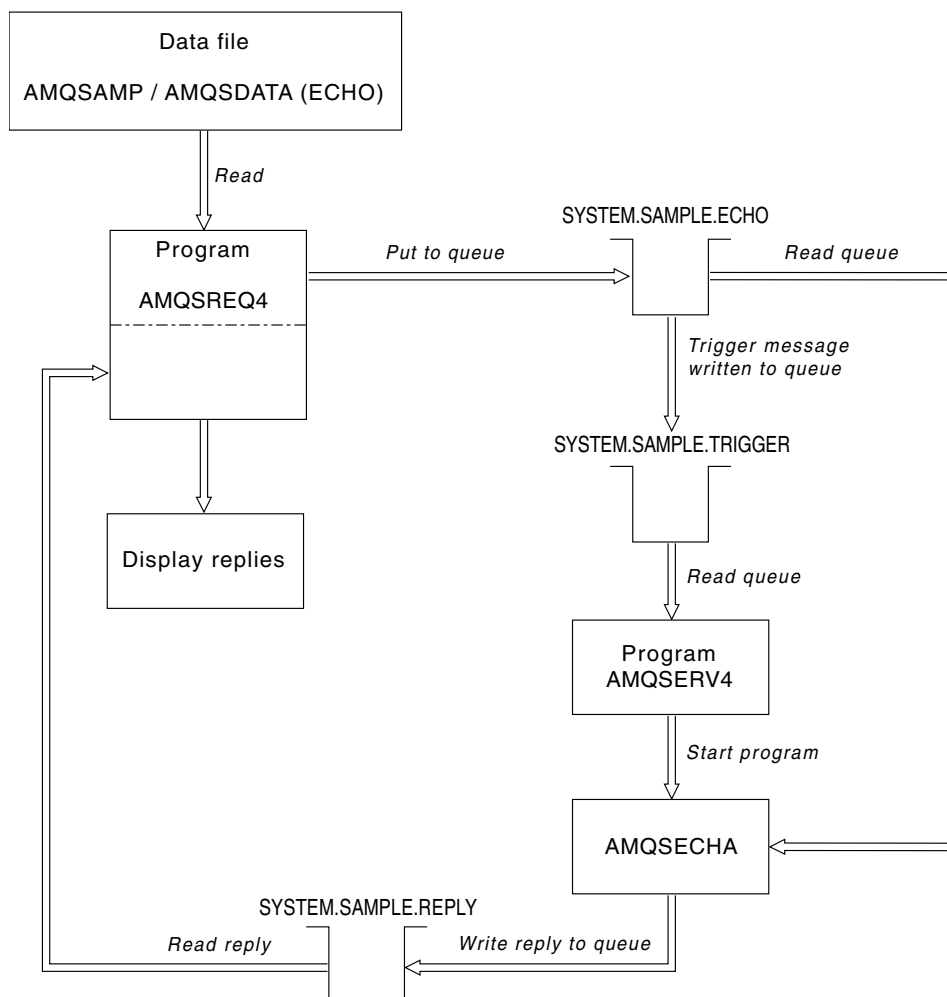 Data file
AMQSAMP / AMQSDATA (ECHO)
Read
SYSTEM.SAMPLE.ECHO
Program
AMQSREQ4
Put to queue
Read queue
Trigger message
written to queue
SYSTEM.SAMPLE.TRIGGER
Display replies
Read queue
Program
AMQSERV4
Start program
AMQSECHA
SYSTEM.SAMPLE.REPLY
Read reply
Write reply to queue